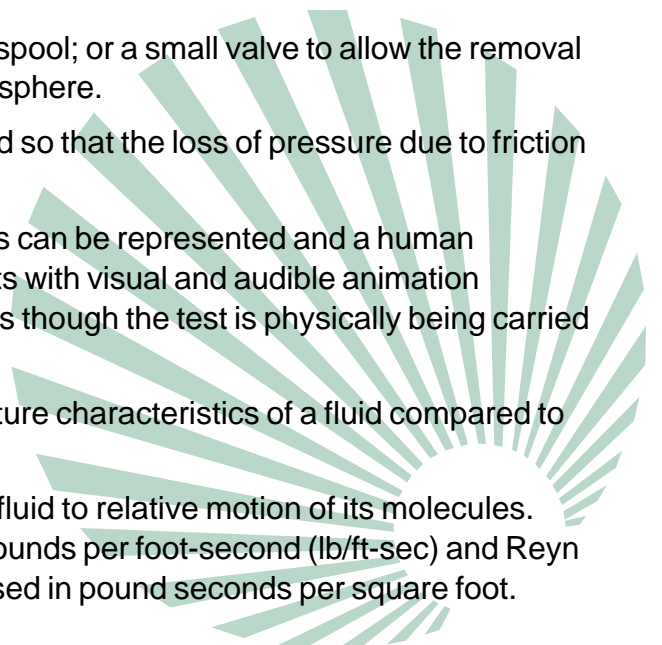 spool; or a small valve to allow the removal
sphere.
d so that the loss of pressure due to friction
s can be represented and a human
ts with visual and audible animation
s though the test is physically being carried
ture characteristics of a fluid compared to
fluid to relative motion of its molecules.
ounds per foot-second (lb/ft-sec) and Reyn
sed in pound seconds per square foot.